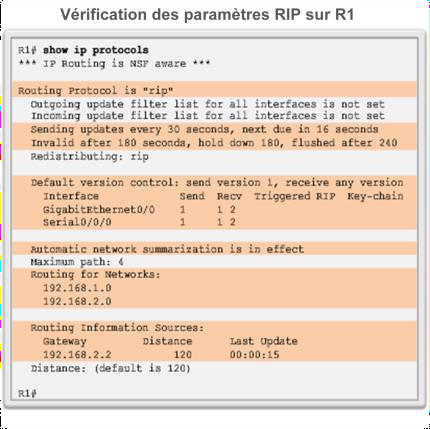 Vérification des paramètres RIP sur R1
R1# show ip protocols
*** IP Routing is NSF aware ***
Routing Protocol is "rip"
Outgoing update filter list for all interfaces is not set
Incoming update filter list for all interfaces is not set
Sending updates every 30 seconds, next due in 16 seconds
Invalid after 180 seconds, hold down 180, flushed after 240
Redistributing: rip
Default version control: send version 1, receive any version
Interface Send Recv Triggered RIP Key-chain
GigabitEthernet0/0 1 1 2
Serial0/0/0 1 1 2
Automatic network summarization is in effect
Maximum path: 4
Routing for Networks:
192.168.1.0
192.168.2.0
Routing Information Sources:
Gateway Distance Last Update
192.168.2.2 120 00:00:15
Distance: (default is 120)
R1#